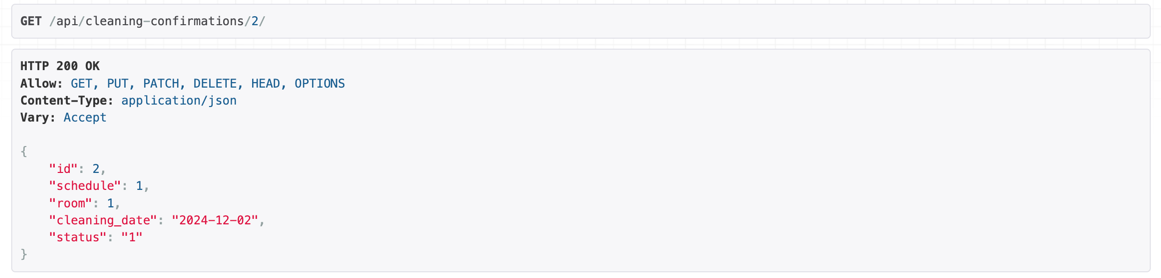 GET /api/cleaning-confirmations/2/
HTTP 200 OK
Allow: GET, PUT, PATCH, DELETE, HEAD, OPTIONS
Content-Type: application/json
Vary: Accept
{
"id": 2,
"schedule": 1,
"room": 1,
"cleaning_date": "2024-12-02",
"status": "1"
}